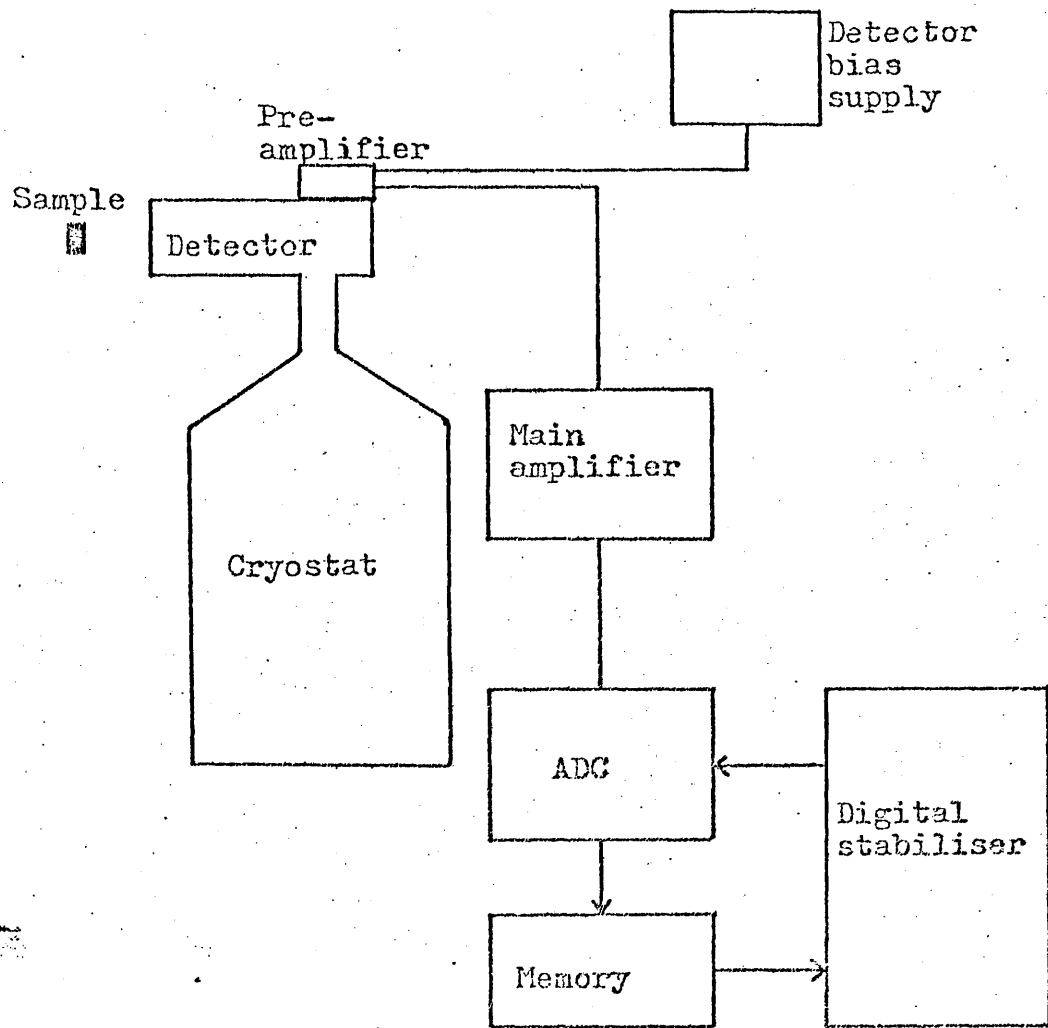 Detector
bias
supply
Pre-
amplifier
Sample
Detector
Main
amplifier
Cryostat
ADC
Digital
stabiliser
Memory